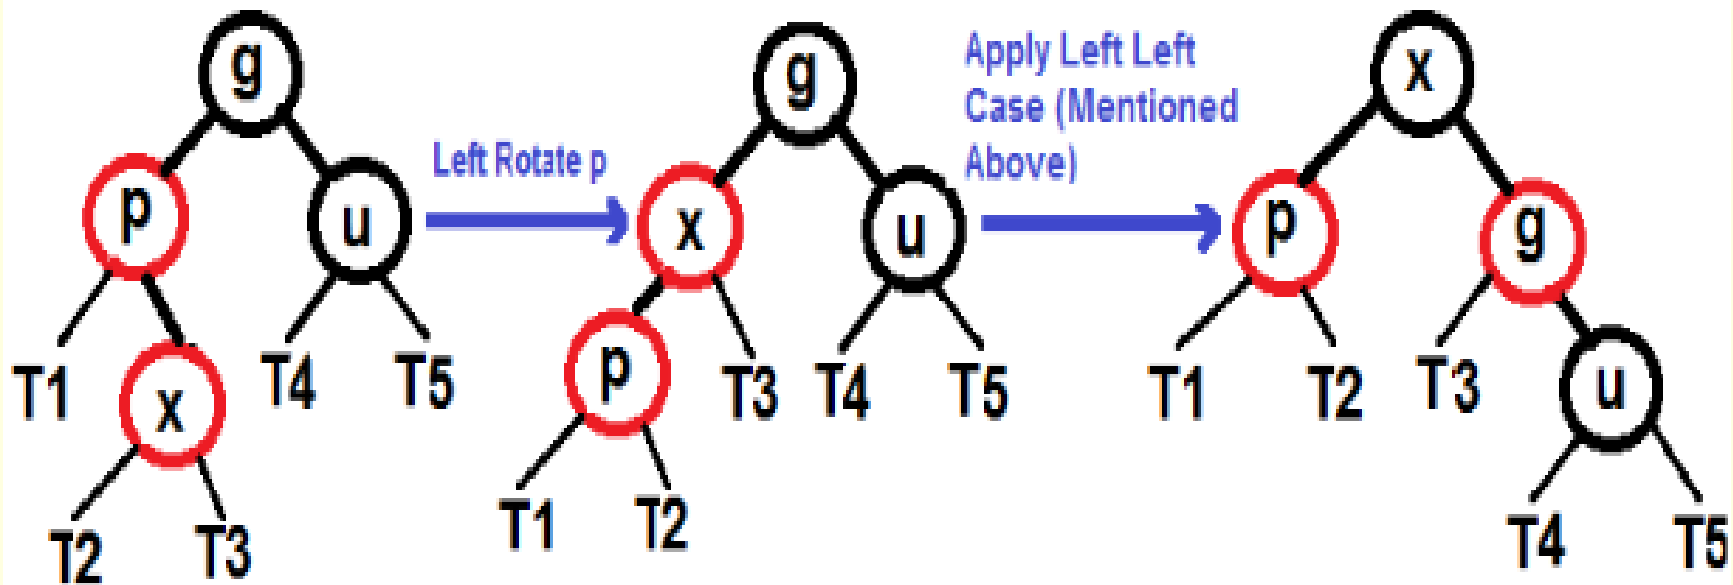 g
p
u
T1
x
T4
T5
T2
T3
Left Rotate p
g
x
u
p
T3
T4
T5
T1
T2
Apply Left Left
Case (Mentioned
Above)
x
p
g
T1
T2
T3
u
T4
T5